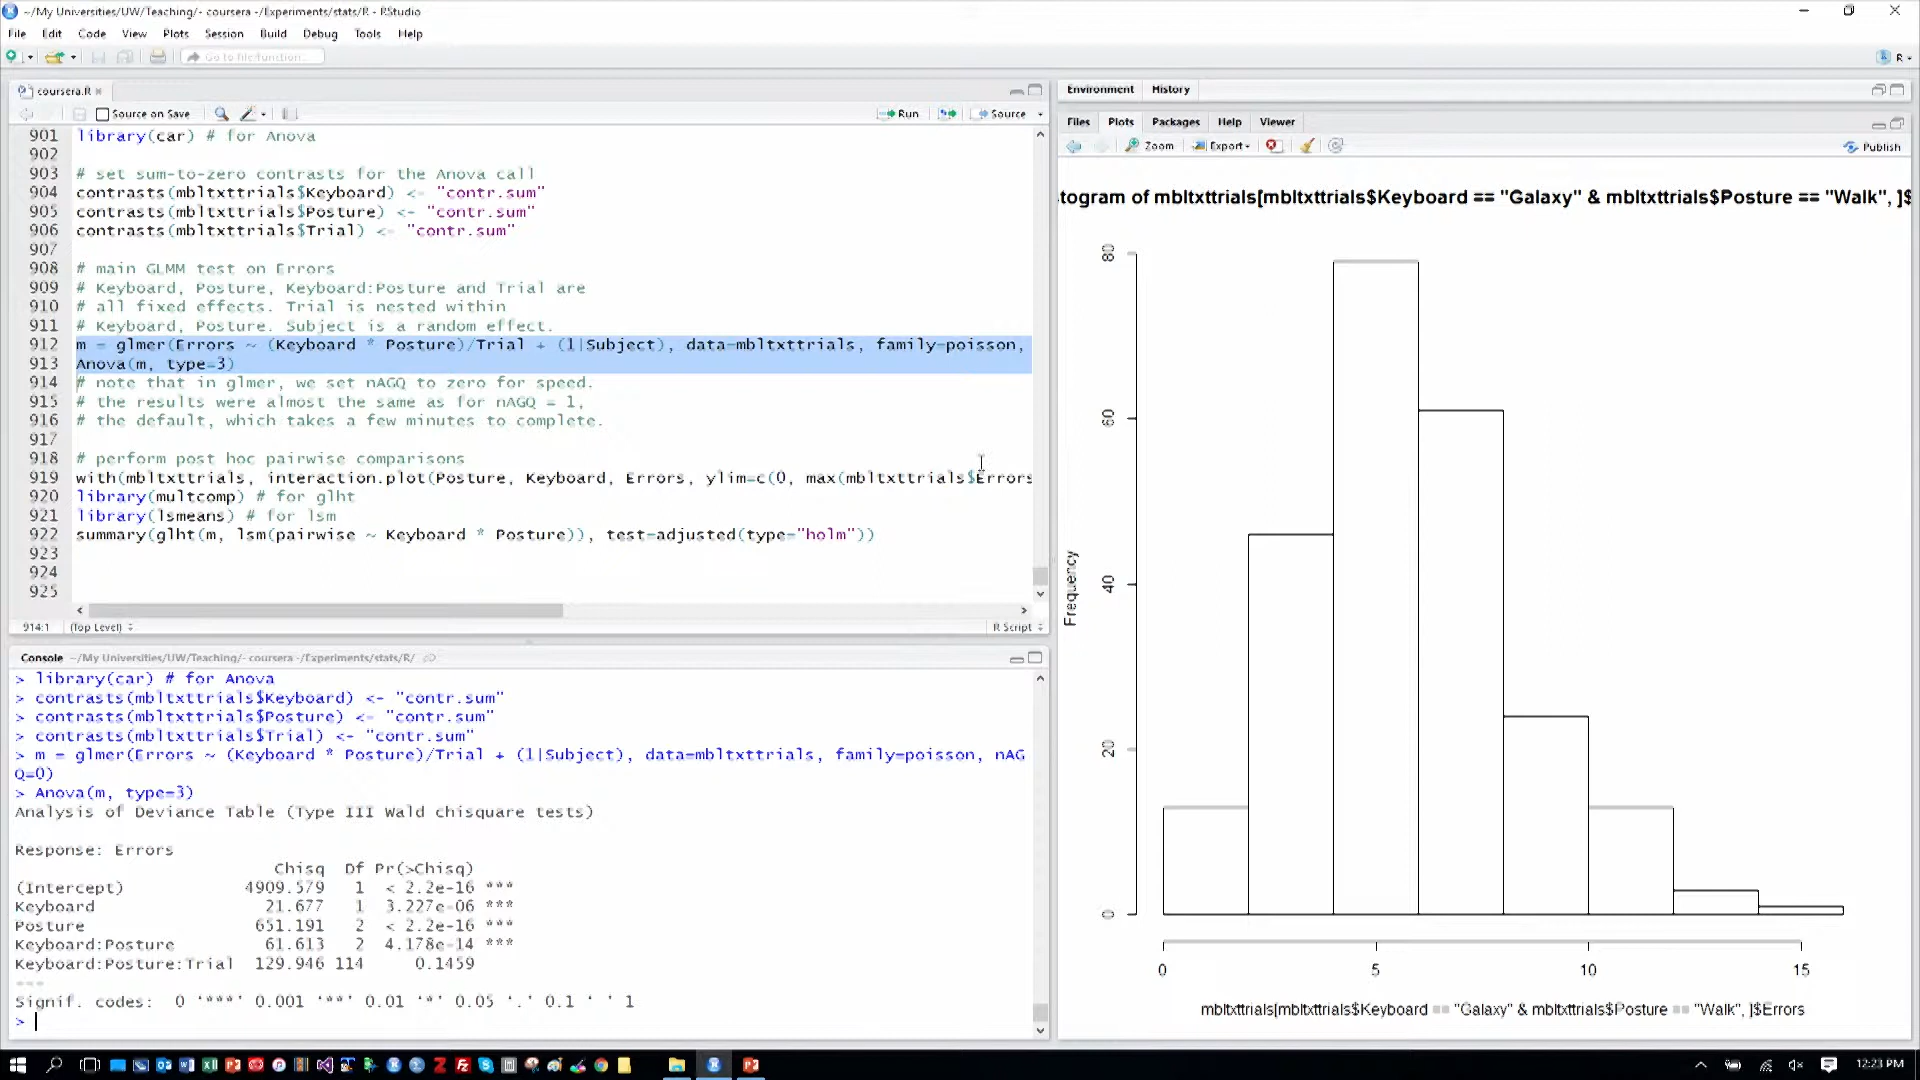 ~/My Universities/UW/Teaching/- coursera -/Experiments/stats/R - RStudio
File Edit Code View Plots Session Build Debug Tools Help
Go to file/function
R
coursera.R
Source on Save
Run
Source
901 library(car) # for Anova
902
903 # set sum-to-zero contrasts for the Anova call
904 contrasts(mbltxttrials$Keyboard) <- "contr.sum"
905 contrasts(mbltxttrials$Posture) <- "contr.sum"
906 contrasts(mbltxttrials$Trial) <- "contr.sum"
907
908 # main GLMM test on Errors
909 # Keyboard, Posture, Keyboard:Posture and Trial are
910 # all fixed effects. Trial is nested within
911 # Keyboard, Posture. Subject is a random effect.
912 m = glmer(Errors ~ (Keyboard * Posture)/Trial + (1|Subject), data=mbltxttrials, family=poisson,
913 Anova(m, type=3)
914 # note that in glmer, we set nAGQ to zero for speed.
915 # the results were almost the same as for nAGQ = 1,
916 # the default, which takes a few minutes to complete.
917
918 # perform post hoc pairwise comparisons
919 with(mbltxttrials, interaction.plot(Posture, Keyboard, Errors, ylim=c(0, max(mbltxttrials$Errors
920 library(multcomp) # for glht
921 library(lsmeans) # for lsm
922 summary(glht(m, lsm(pairwise ~ Keyboard * Posture)), test=adjusted(type="holm"))
923
924
925
914:1 (Top Level) R Script
Console ~/My Universities/UW/Teaching/- coursera -/Experiments/stats/R/
> library(car) # for Anova
> contrasts(mbltxttrials$Keyboard) <- "contr.sum"
> contrasts(mbltxttrials$Posture) <- "contr.sum"
> contrasts(mbltxttrials$Trial) <- "contr.sum"
> m = glmer(Errors ~ (Keyboard * Posture)/Trial + (1|Subject), data=mbltxttrials, family=poisson, nAG
Q=0)
> Anova(m, type=3)
Analysis of Deviance Table (Type III Wald chisquare tests)
Response: Errors
Chisq Df Pr(>Chisq)
(Intercept) 4909.579 1 < 2.2e-16 ***
Keyboard 21.677 1 3.227e-06 ***
Posture 651.191 2 < 2.2e-16 ***
Keyboard:Posture 61.613 2 4.178e-14 ***
Keyboard:Posture:Trial 129.946 114 0.1459
---
Signif. codes: 0 '***' 0.001 '**' 0.01 '*' 0.05 '.' 0.1 ' ' 1
>
Environment History
Files Plots Packages Help Viewer
Zoom Export Publish
togram of mbltxttrials[mbltxttrials$Keyboard == "Galaxy" & mbltxttrials$Posture == "Walk", ]$
Frequency
80
60
40
20
0
0 5 10 15
mbltxttrials[mbltxttrials$Keyboard == "Galaxy" & mbltxttrials$Posture == "Walk", ]$Errors
12:23 PM